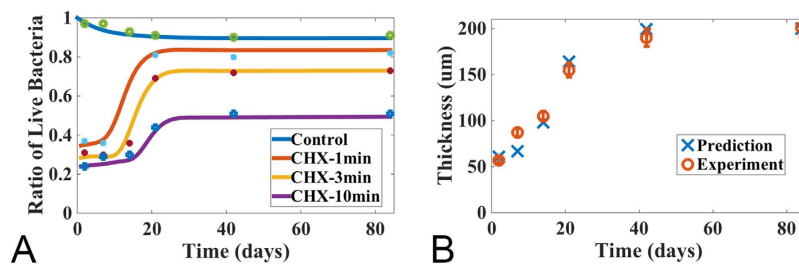 1
0.8
0.6
0.4
0.2
0
0 20 40 60 80
Ratio of Live Bacteria
Time (days)
Control
CHX-1min
CHX-3min
CHX-10min
A
200
150
100
50
0
0 20 40 60 80
Thickness (um)
Time (days)
Prediction
Experiment
B